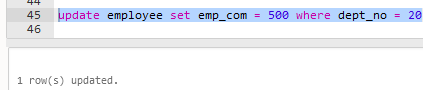 44
45 update employee set emp_com = 500 where dept_no = 20
46
1 row(s) updated.